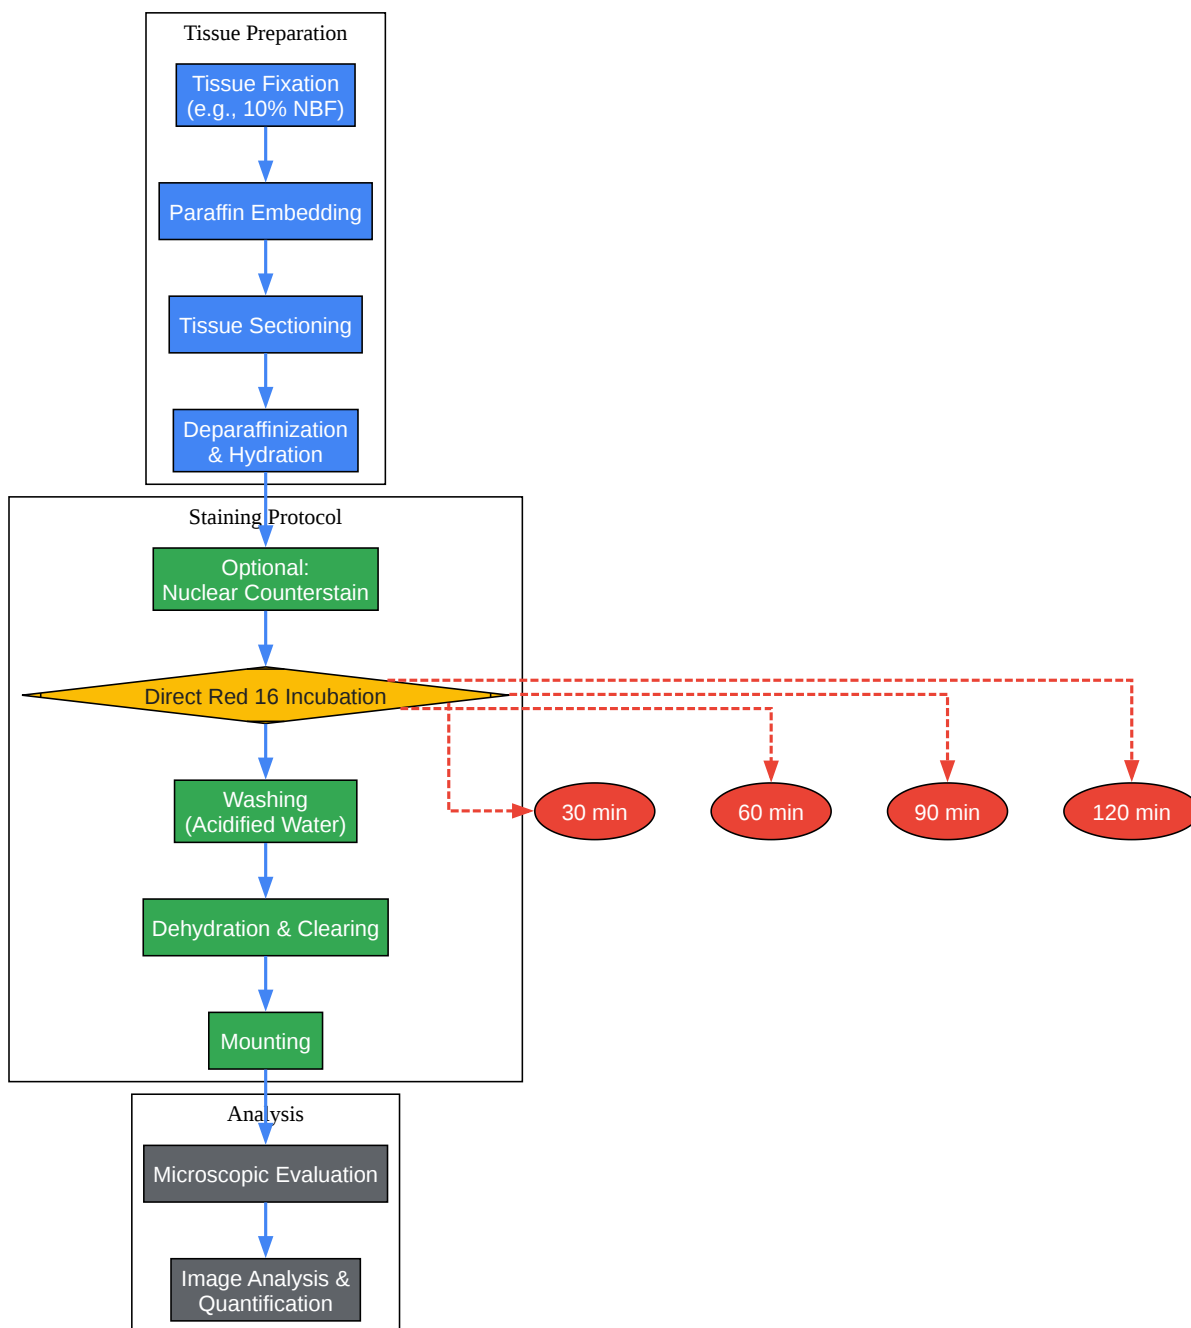 Tissue Preparation
Tissue Fixation
(e.g., 10% NBF)
Paraffin Embedding
Tissue Sectioning
Deparaffinization
& Hydration
Staining Protocol
Optional:
Nuclear Counterstain
Direct Red 16 Incubation
Washing
(Acidified Water)
30 min
60 min
90 min
120 min
Dehydration & Clearing
Mounting
Analysis
Microscopic Evaluation
Image Analysis &
Quantification